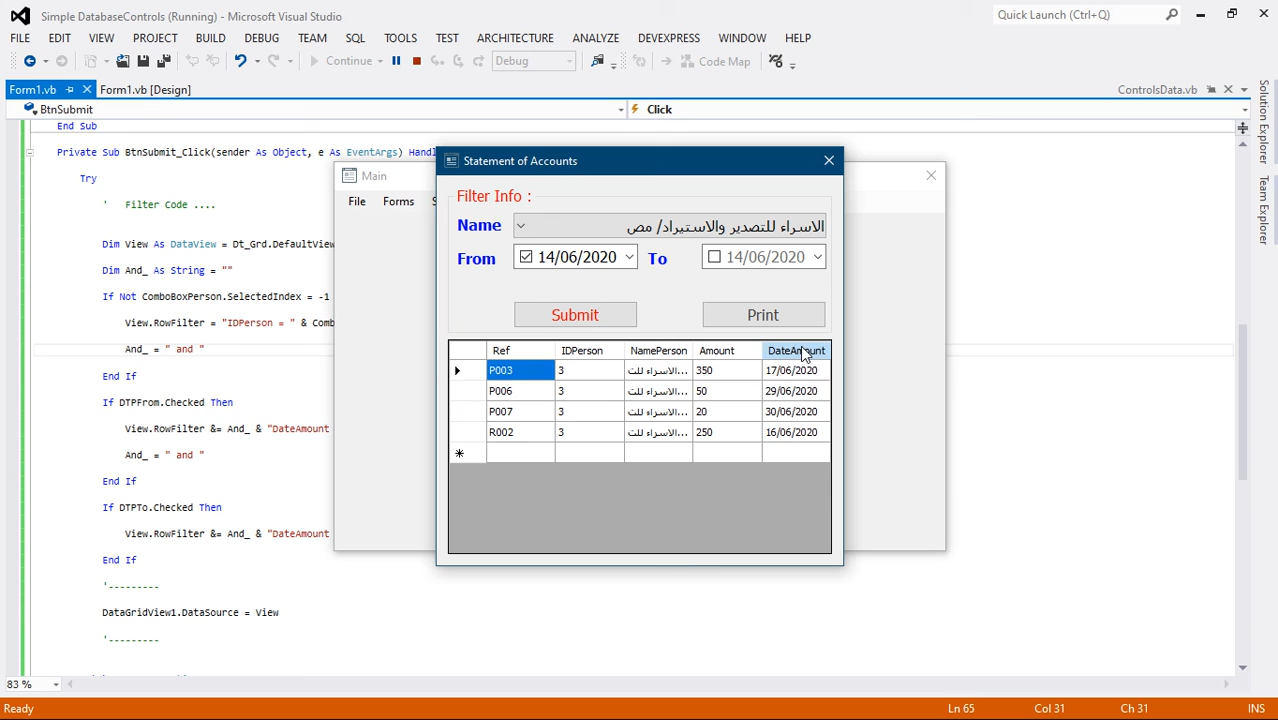 Simple DatabaseControls (Running) - Microsoft Visual Studio
Quick Launch (Ctrl+Q)
FILE EDIT VIEW PROJECT BUILD DEBUG TEAM SQL TOOLS TEST ARCHITECTURE ANALYZE DEVEXPRESS WINDOW HELP
Continue Debug Code Map
Form1.vb Form1.vb [Design] ControlsData.vb
BtnSubmit Click
End Sub
Private Sub BtnSubmit_Click(sender As Object, e As EventArgs) Handl
Try
' Filter Code ....
Dim View As DataView = Dt_Grd.DefaultView
Dim And_ As String = ""
If Not ComboBoxPerson.SelectedIndex = -1
View.RowFilter = "IDPerson = " & Comb
And_ = " and "
End If
If DTPFrom.Checked Then
View.RowFilter &= And_ & "DateAmount
And_ = " and "
End If
If DTPTo.Checked Then
View.RowFilter &= And_ & "DateAmount
End If
'---------
DataGridView1.DataSource = View
'---------
Main
File Forms S
Statement of Accounts
Filter Info :
Name الاسراء للتصدير والاستيراد/ مص
From 14/06/2020 To 14/06/2020
Submit Print
Ref IDPerson NamePerson Amount DateAmount
P003 3 الاسراء للت... 350 17/06/2020
P006 3 الاسراء للت... 50 29/06/2020
P007 3 الاسراء للت... 20 30/06/2020
R002 3 الاسراء للت... 250 16/06/2020
Solution Explorer
Team Explorer
83 %
Ready Ln 65 Col 31 Ch 31 INS